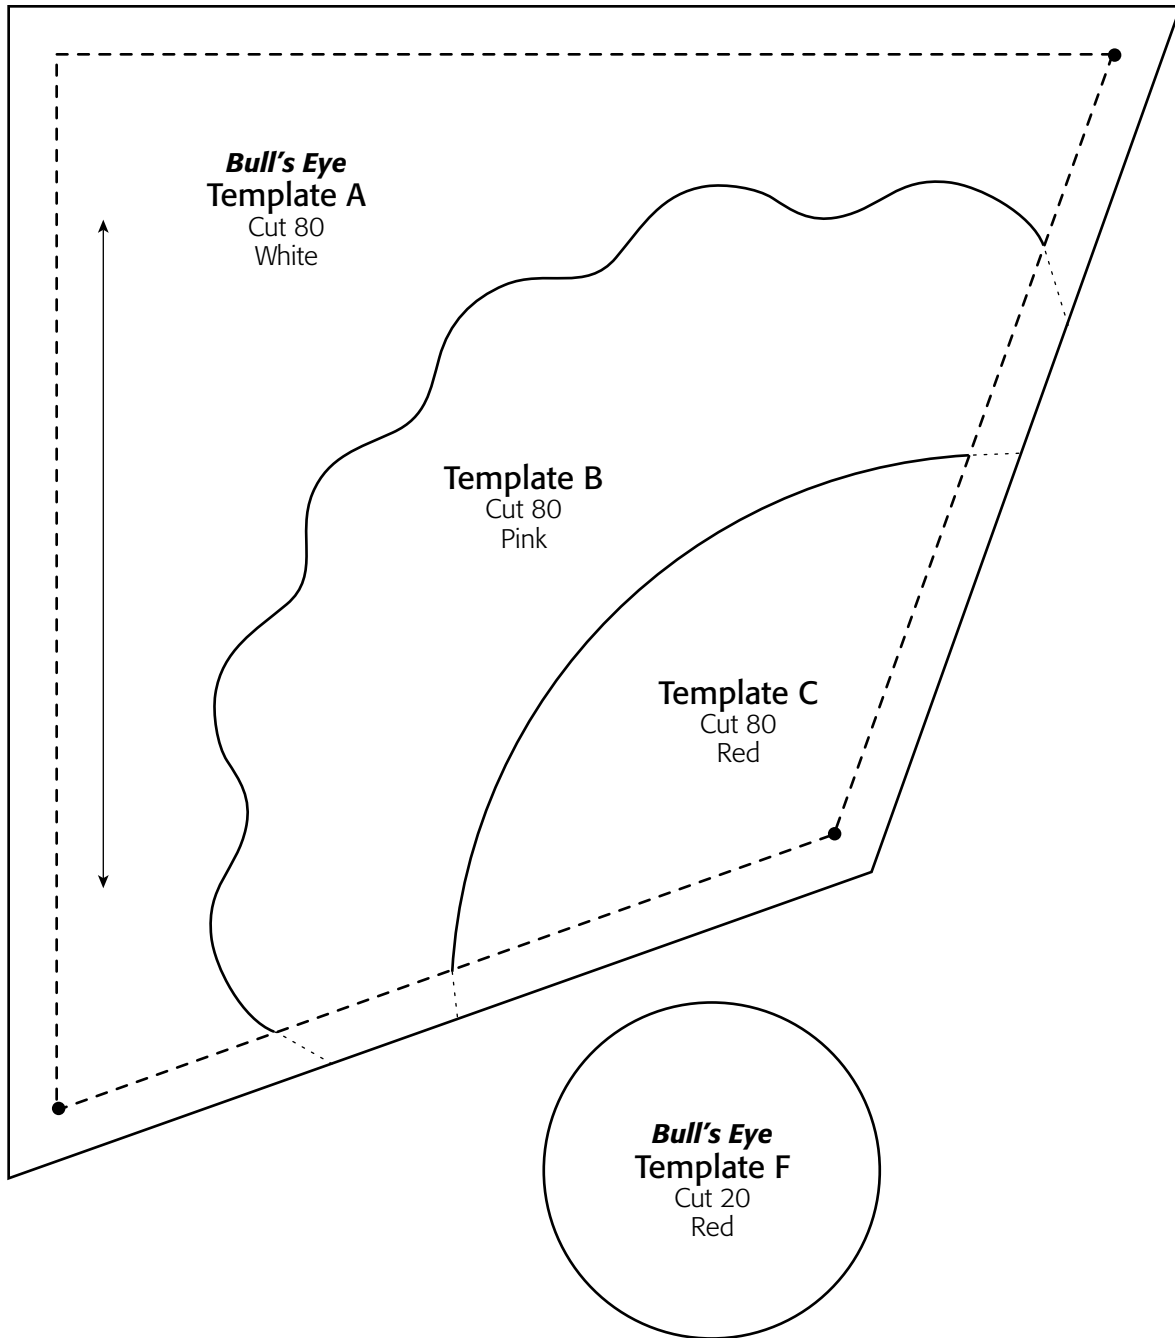 Bull's Eye
Template A
Cut 80
White
Template B
Cut 80
Pink
Template C
Cut 80
Red
Bull's Eye
Template F
Cut 20
Red